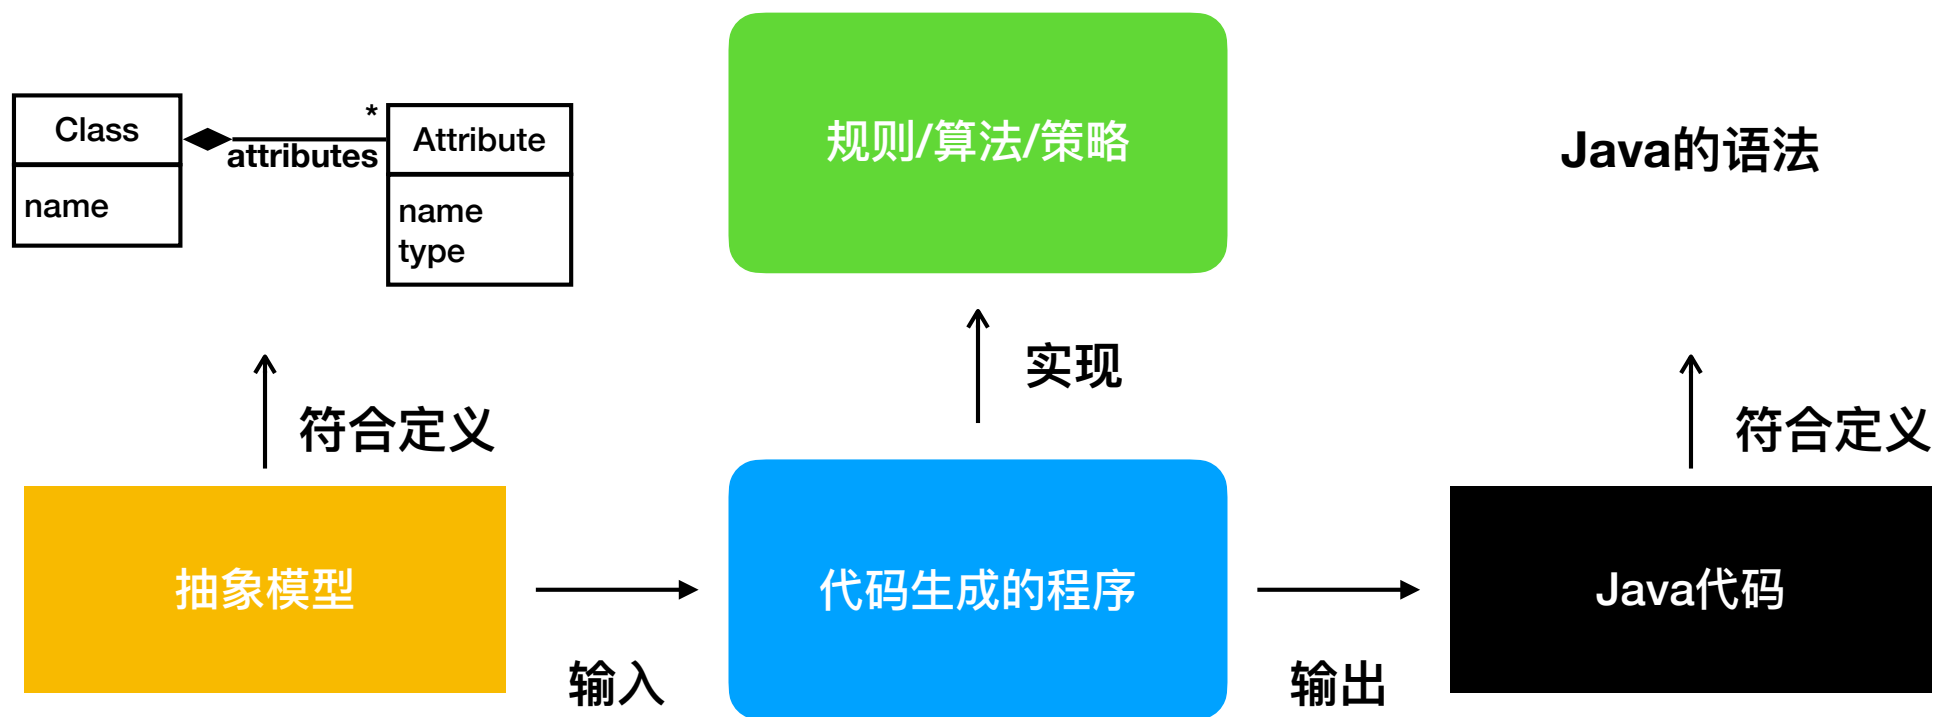 Class
name
*
attributes
Attribute
name
type
规则/算法/策略
Java的语法
符合定义
实现
符合定义
抽象模型
输入
代码生成的程序
输出
Java代码